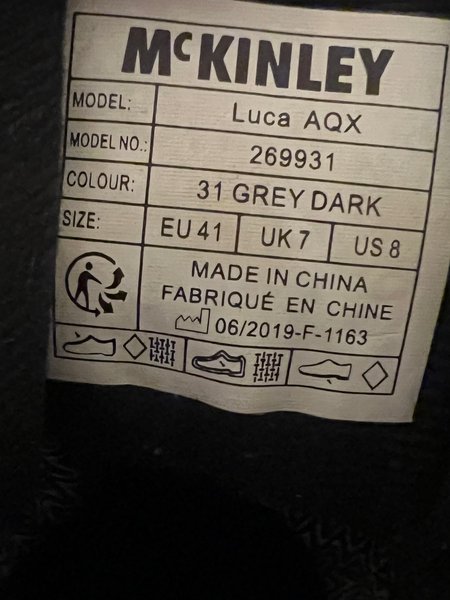 McKINLEY
MODEL: Luca AQX
MODEL NO.: 269931
COLOUR: 31 GREY DARK
SIZE: EU 41 UK 7 US 8
MADE IN CHINA
FABRIQUÉ EN CHINE
06/2019-F-1163